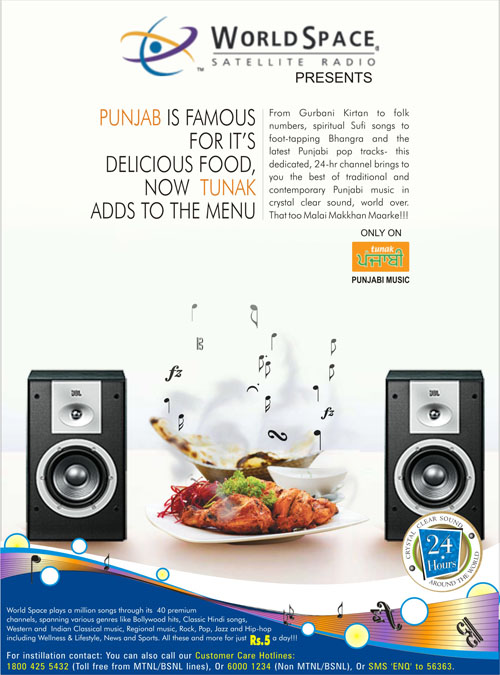 WORLDSPACE®
™ SATELLITE RADIO
PRESENTS
PUNJAB IS FAMOUS
FOR IT'S
DELICIOUS FOOD,
NOW TUNAK
ADDS TO THE MENU
From Gurbani Kirtan to folk
numbers, spiritual Sufi songs to
foot-tapping Bhangra and the
latest Punjabi pop tracks- this
dedicated, 24-hr channel brings to
you the best of traditional and
contemporary Punjabi music in
crystal clear sound, world over.
That too Malai Makkhan Maarke!!!
ONLY ON
tunak
ਪੰਜਾਬੀ
PUNJABI MUSIC
JBL
JBL
CRYSTAL CLEAR SOUND
24
Hours
AROUND THE WORLD
World Space plays a million songs through its 40 premium
channels, spanning various genres like Bollywood hits, Classic Hindi songs,
Western and Indian Classical music, Regional music, Rock, Pop, Jazz and Hip-hop
including Wellness & Lifestyle, News and Sports. All these and more for just Rs.5 a day!!!
For instillation contact: You can also call our Customer Care Hotlines:
1800 425 5432 (Toll free from MTNL/BSNL lines), Or 6000 1234 (Non MTNL/BSNL), Or SMS 'ENQ' to 56363.